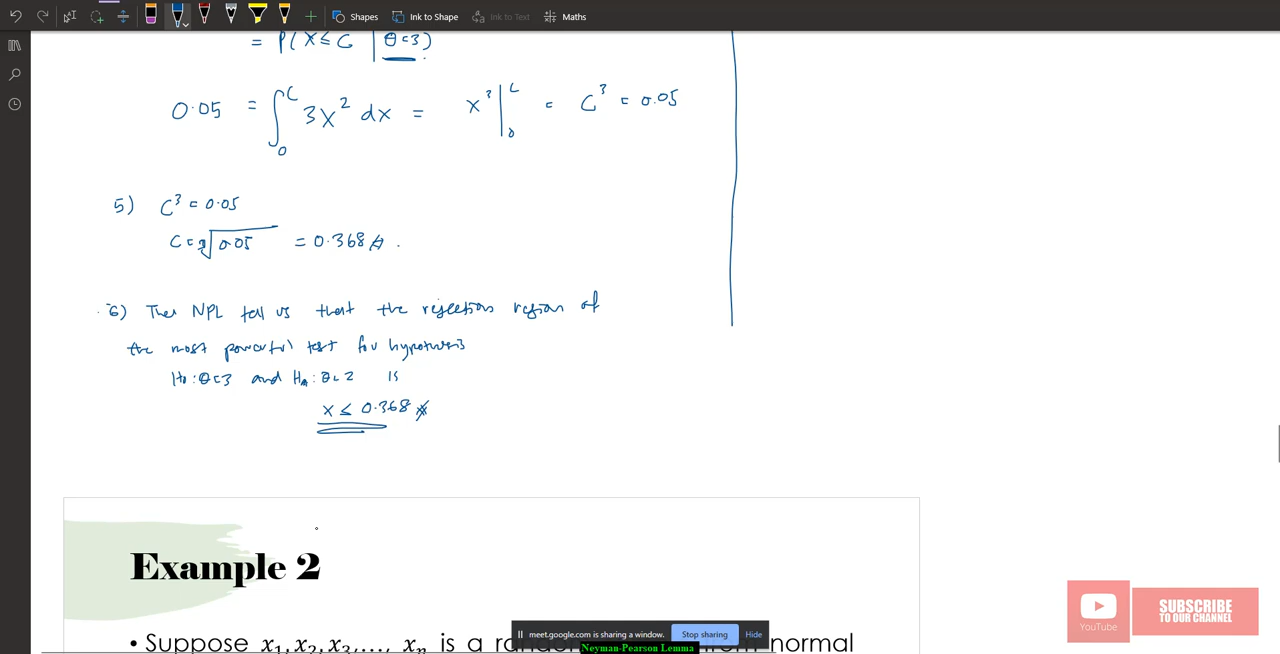 Shapes Ink to Shape Ink to Text Maths
= P(X ≤ C | θ=3)
0.05 = ∫₀ᶜ 3x² dx = x³ |₀ᶜ = C³ = 0.05
5) C³ = 0.05
C = ³√0.05 = 0.368 .
6) The NPL tell us that the rejection region of
the most powerful test for hypothesis
H₀: θ=3 and Hₐ: θ=2 is
x ≤ 0.368
Example 2
• Suppose x₁, x₂, x₃, ..., xₙ is a normal
meet.google.com is sharing a window. Stop sharing Hide
Neyman-Pearson Lemma
YouTube
SUBSCRIBE
TO OUR CHANNEL